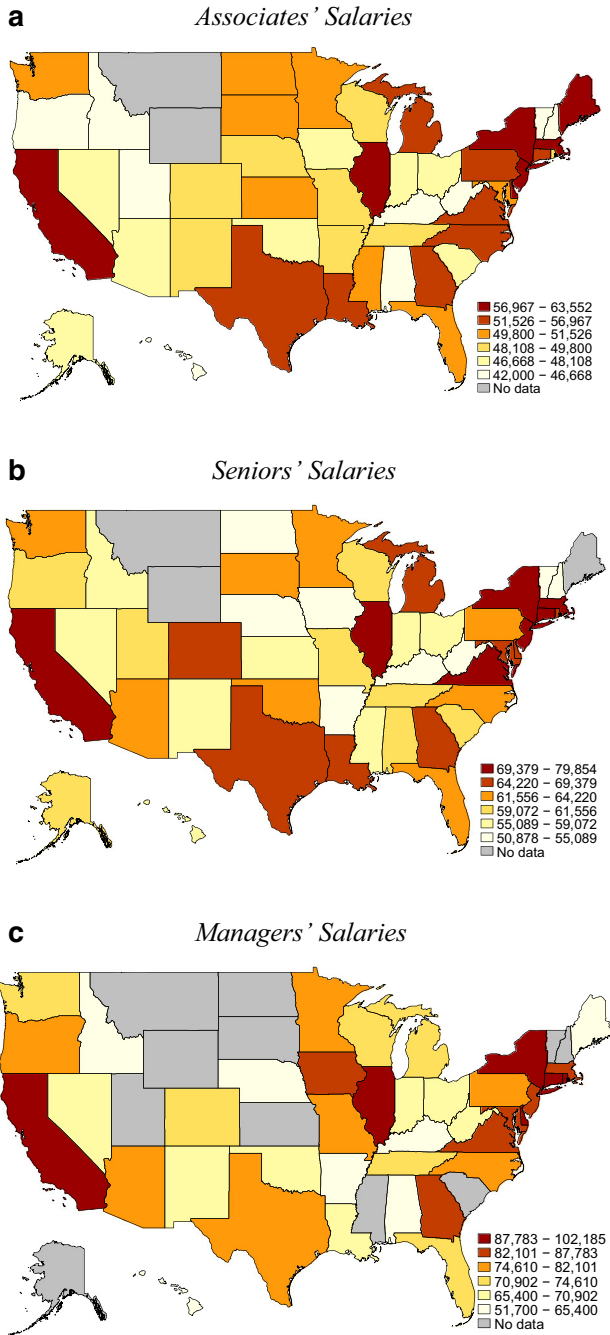 a
Associates’ Salaries
56,967 − 63,552
51,526 − 56,967
49,800 − 51,526
48,108 − 49,800
46,668 − 48,108
42,000 − 46,668
No data
b
Seniors’ Salaries
69,379 − 79,854
64,220 − 69,379
61,556 − 64,220
59,072 − 61,556
55,089 − 59,072
50,878 − 55,089
No data
c
Managers’ Salaries
87,783 − 102,185
82,101 − 87,783
74,610 − 82,101
70,902 − 74,610
65,400 − 70,902
51,700 − 65,400
No data